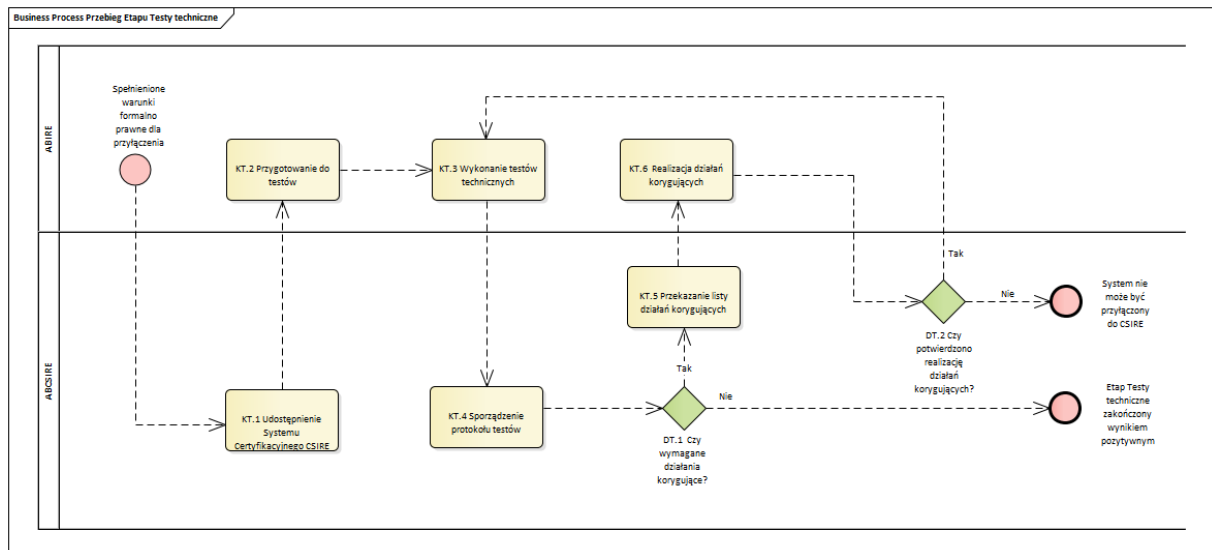 Business Process Przebieg Etapu Testy techniczne
ABIRE
Spełnienione
warunki
formalno
prawne dla
przyłączenia
KT.2 Przygotowanie do
testów
KT.3 Wykonanie testów
technicznych
KT.6 Realizacja działań
korygujących
ABCSIRE
KT.1 Udostępnienie
Systemu
Certyfikacyjnego CSIRE
KT.4 Sporządzenie
protokołu testów
KT.5 Przekazanie listy
działań korygujących
Tak
DT.1 Czy
wymagane
działania
korygujące?
Nie
Tak
DT.2 Czy
potwierdzono
realizację
działań
korygujących?
Nie
System nie
może być
przyłączony
do CSIRE
Etap Testy
techniczne
zakończony
wynikiem
pozytywnym